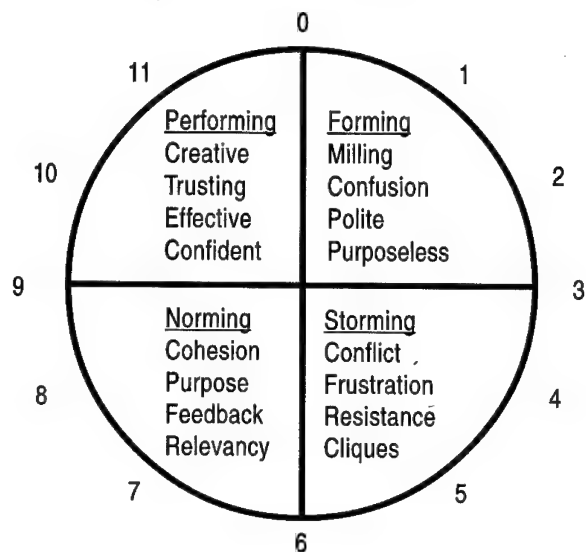 0
11
1
Performing
Creative
Trusting
Effective
Confident
Forming
Milling
Confusion
Polite
Purposeless
10
2
9
3
Norming
Cohesion
Purpose
Feedback
Relevancy
Storming
Conflict
Frustration
Resistance
Cliques
8
4
7
5
6